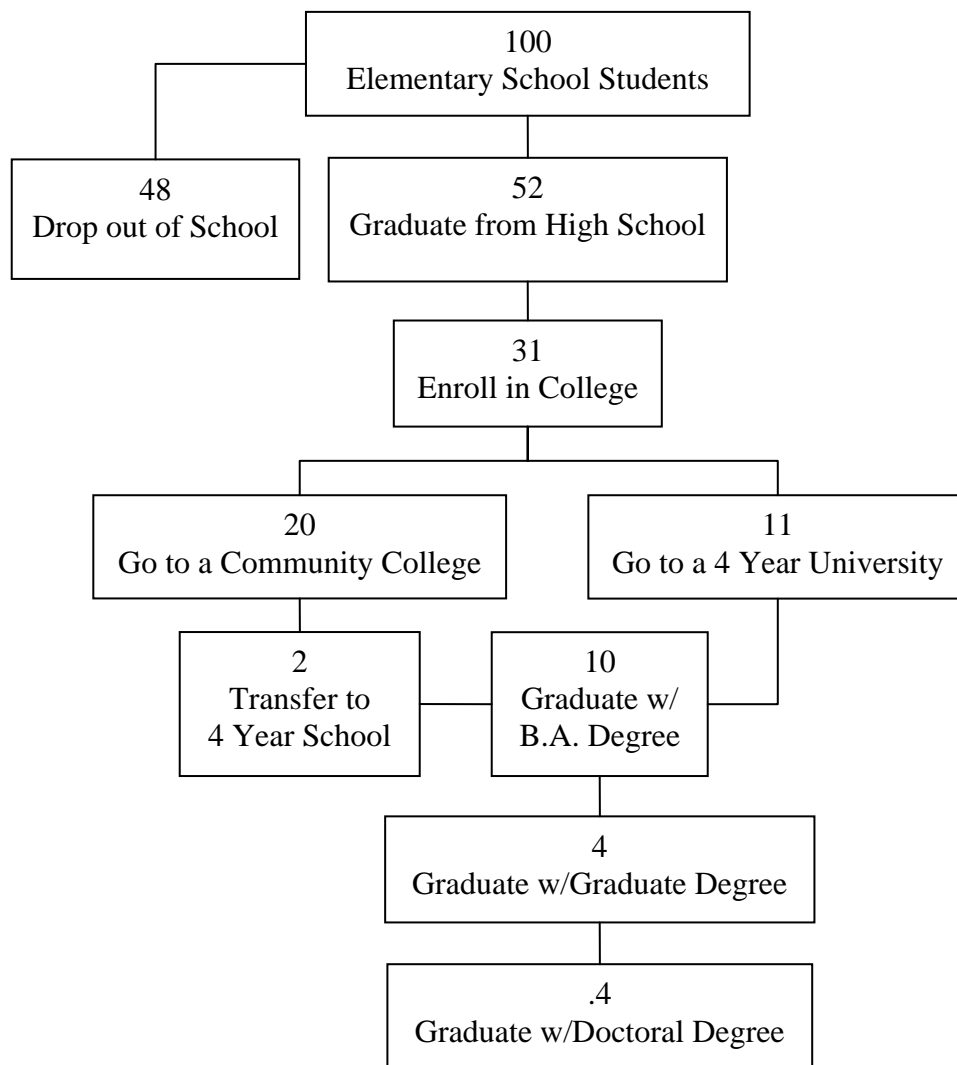 100
Elementary School Students
48
Drop out of School
52
Graduate from High School
31
Enroll in College
20
Go to a Community College
11
Go to a 4 Year University
2
Transfer to
4 Year School
10
Graduate w/
B.A. Degree
4
Graduate w/Graduate Degree
.4
Graduate w/Doctoral Degree